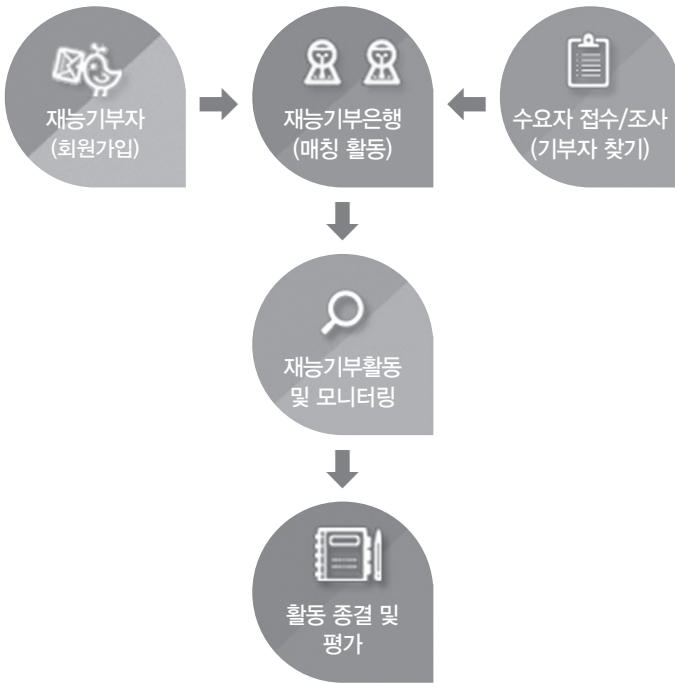 재능기부자
(회원가입)
재능기부은행
(매칭 활동)
수요자 접수/조사
(기부자 찾기)
재능기부활동
및 모니터링
활동 종결 및
평가